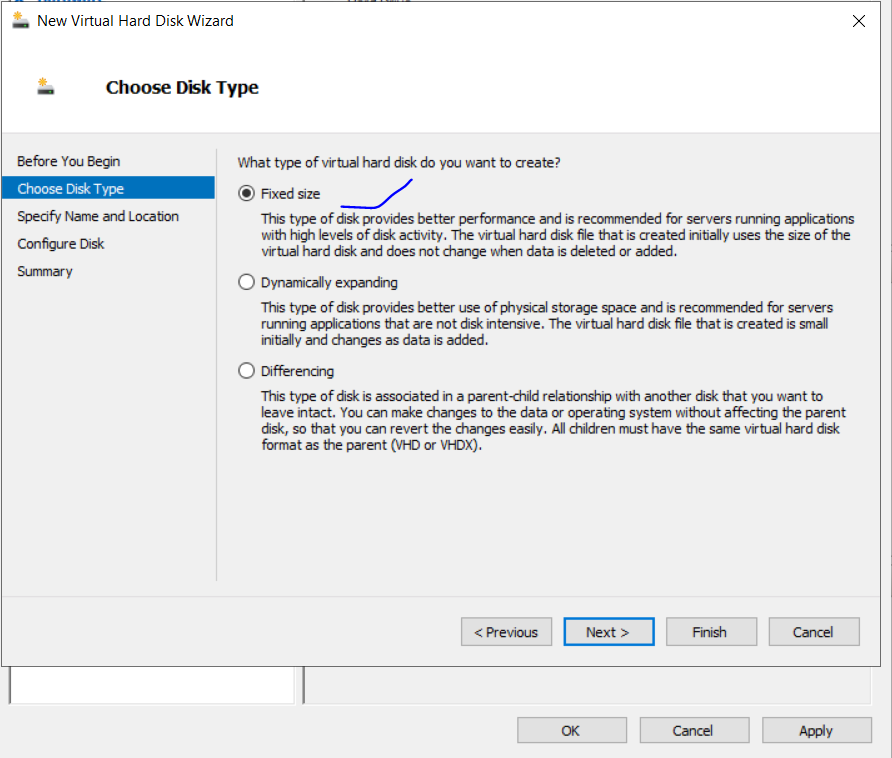 New Virtual Hard Disk Wizard
Choose Disk Type
Before You Begin
Choose Disk Type
Specify Name and Location
Configure Disk
Summary
What type of virtual hard disk do you want to create?
Fixed size
This type of disk provides better performance and is recommended for servers running applications
with high levels of disk activity. The virtual hard disk file that is created initially uses the size of the
virtual hard disk and does not change when data is deleted or added.
Dynamically expanding
This type of disk provides better use of physical storage space and is recommended for servers
running applications that are not disk intensive. The virtual hard disk file that is created is small
initially and changes as data is added.
Differencing
This type of disk is associated in a parent-child relationship with another disk that you want to
leave intact. You can make changes to the data or operating system without affecting the parent
disk, so that you can revert the changes easily. All children must have the same virtual hard disk
format as the parent (VHD or VHDX).
< Previous
Next >
Finish
Cancel
OK
Cancel
Apply